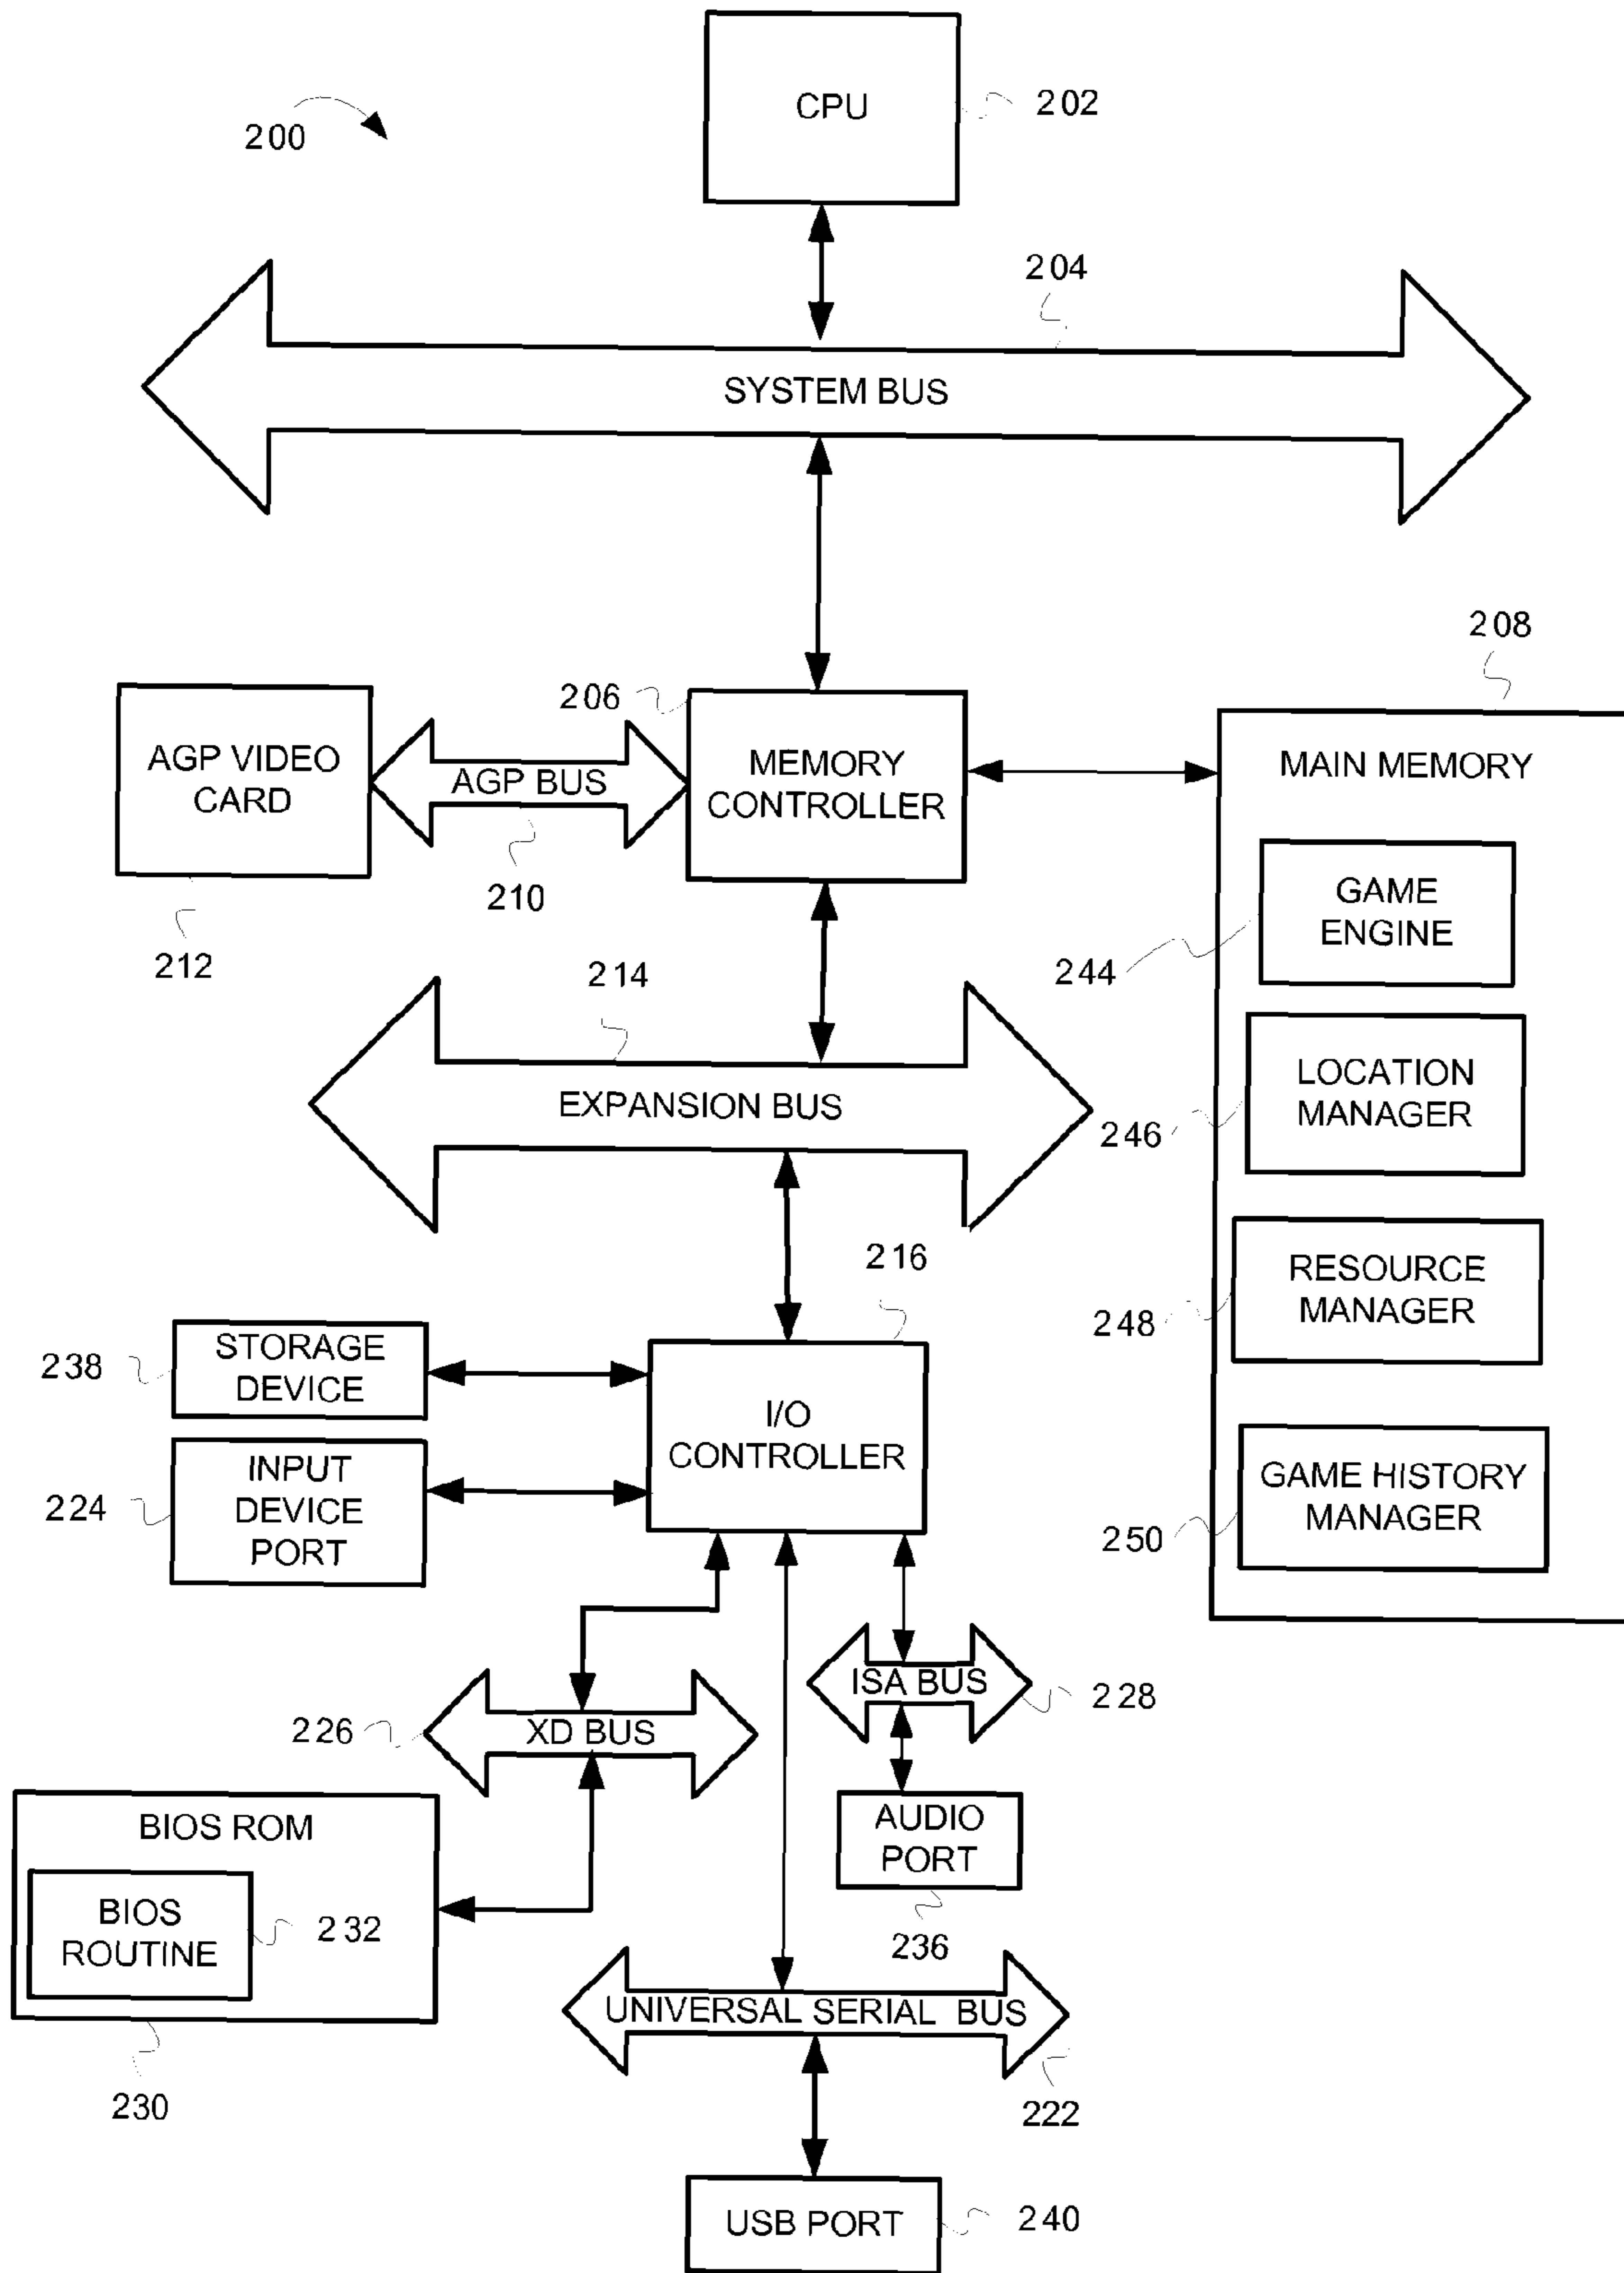 CPU
202
200
204
SYSTEM BUS
208
206
AGP VIDEO
CARD
AGP BUS
MEMORY
CONTROLLER
MAIN MEMORY
210
212
GAME
ENGINE
244
214
EXPANSION BUS
LOCATION
MANAGER
246
216
RESOURCE
MANAGER
248
238
STORAGE
DEVICE
I/O
CONTROLLER
224
INPUT
DEVICE
PORT
GAME HISTORY
MANAGER
250
ISA BUS
228
226
XD BUS
BIOS ROM
AUDIO
PORT
BIOS
ROUTINE
232
236
UNIVERSAL SERIAL BUS
230
222
USB PORT
240